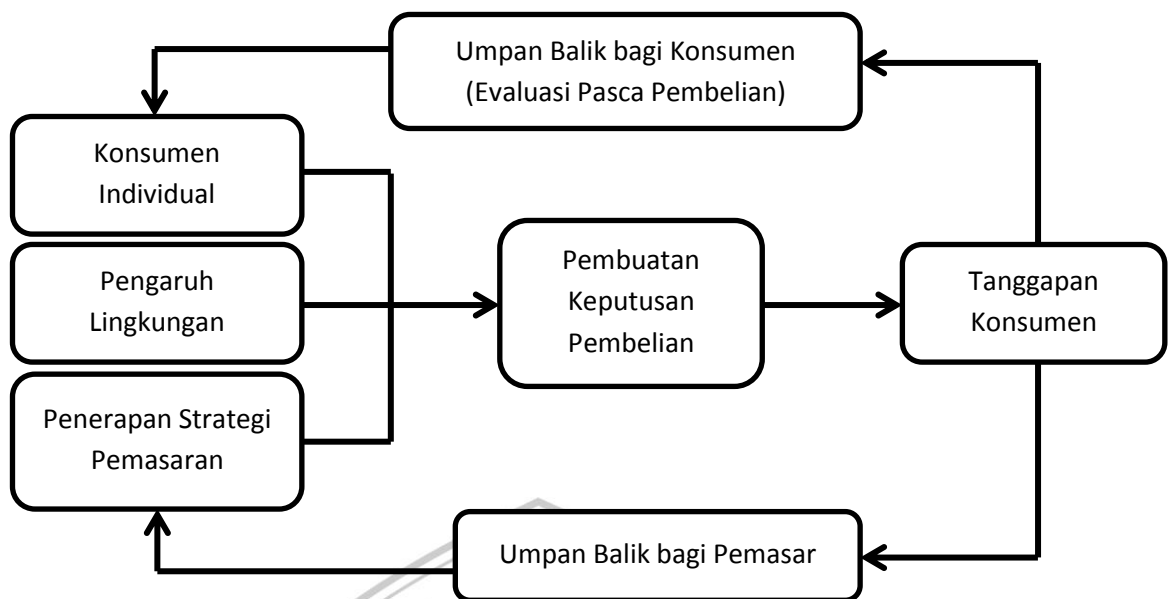 Umpan Balik bagi Konsumen
(Evaluasi Pasca Pembelian)
Konsumen
Individual
Pengaruh
Lingkungan
Penerapan Strategi
Pemasaran
Pembuatan
Keputusan
Pembelian
Tanggapan
Konsumen
Umpan Balik bagi Pemasar